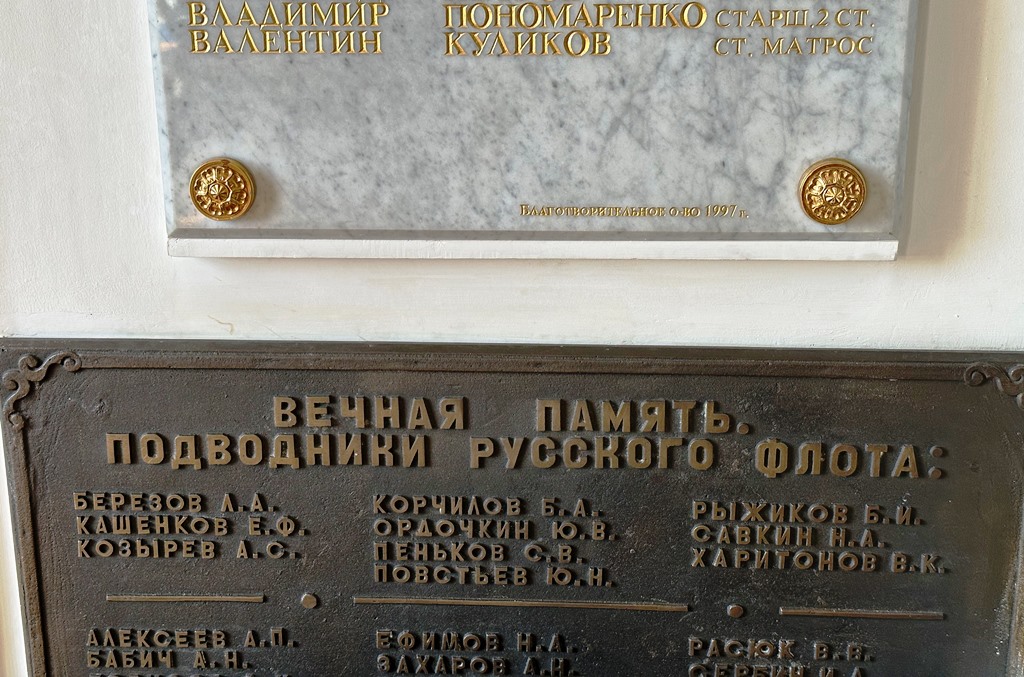 ВЛАДИМИР ПОНОМАРЕНКО СТАРШ. 2 СТ.
ВАЛЕНТИН КУЛИКОВ СТ. МАТРОС
Благотворительное о-во 1997 г.
ВЕЧНАЯ ПАМЯТЬ.
ПОДВОДНИКИ РУССКОГО ФЛОТА:
БЕРЕЗОВ Л.А.
КАШЕНКОВ Е.Ф.
КОЗЫРЕВ А.С.
КОРЧИЛОВ Б.А.
ОРДОЧКИН Ю.В.
ПЕНЬКОВ С.В.
ПОВСТЬЕВ Ю.Н.
РЫЖИКОВ Б.И.
САВКИН Н.А.
ХАРИТОНОВ В.К.
АЛЕКСЕЕВ А.П.
БАБИЧ А.Н.
ЕФИМОВ Н.А.
ЗАХАРОВ А.Н.
РАСЮК В.Е.
СЕРБИН И.А.